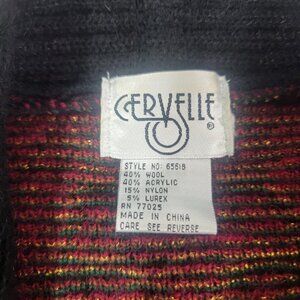 CERVELLE
®
STYLE NO: 65618
40% WOOL
40% ACRYLIC
15% NYLON
5% LUREX
RN 77025
MADE IN CHINA
CARE SEE REVERSE